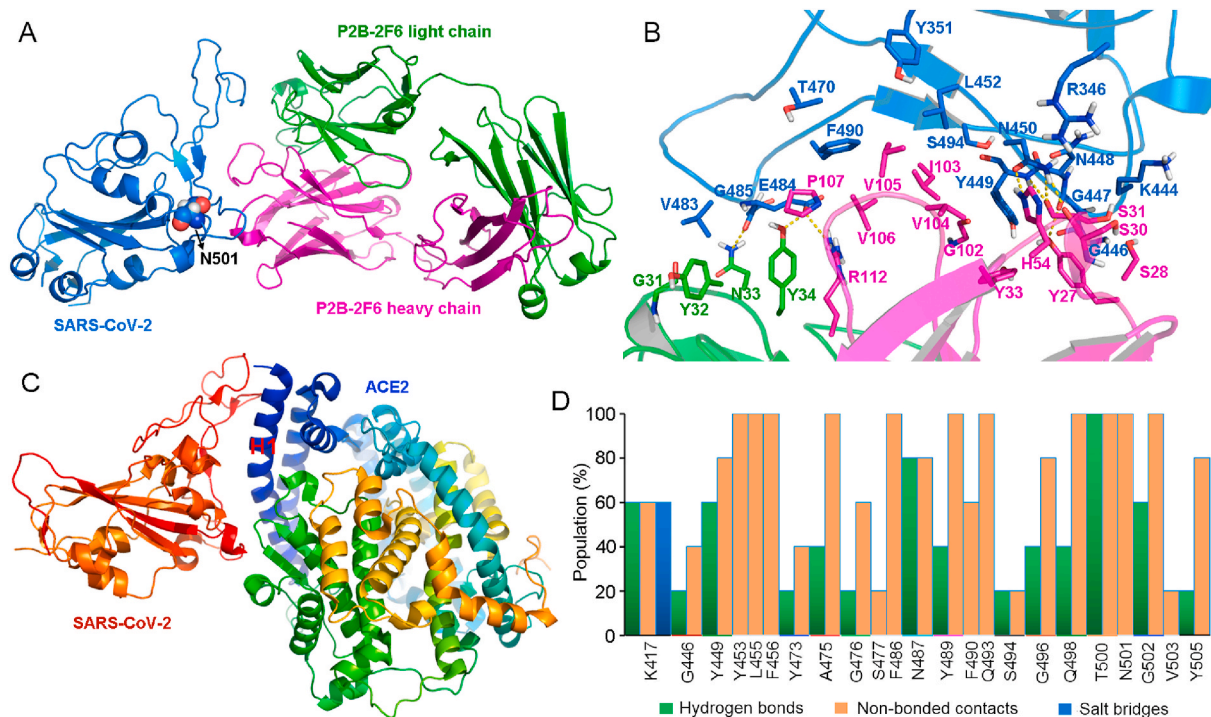 A
P2B-2F6 light chain
N501
P2B-2F6 heavy chain
SARS-CoV-2
B
Y351
T470
L452
R346
F490
S494
N450
N448
I103
G485
E484
P107
V105
Y449
G447
K444
V483
V104
S31
S30
V106
G102
G446
H54
S28
G31
Y32
N33
Y34
R112
Y33
Y27
C
ACE2
H1
SARS-CoV-2
D
Population (%)
100
80
60
40
20
0
K417
G446
Y449
Y453
L455
F456
Y473
A475
G476
S477
F486
N487
Y489
F490
Q493
S494
G496
Q498
T500
N501
G502
V503
Y505
Hydrogen bonds
Non-bonded contacts
Salt bridges